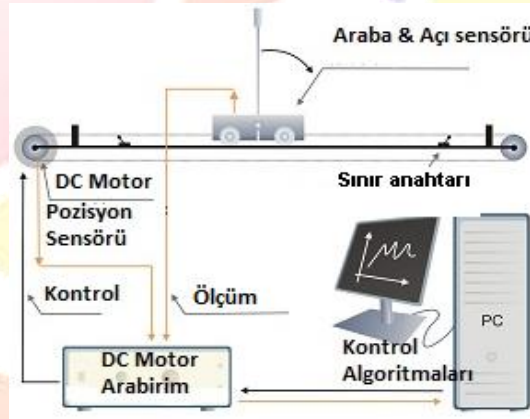 Araba & Açı sensörü
DC Motor
Pozisyon
Sensörü
Sınır anahtarı
Kontrol
Ölçüm
PC
DC Motor
Arabirim
Kontrol
Algoritmaları